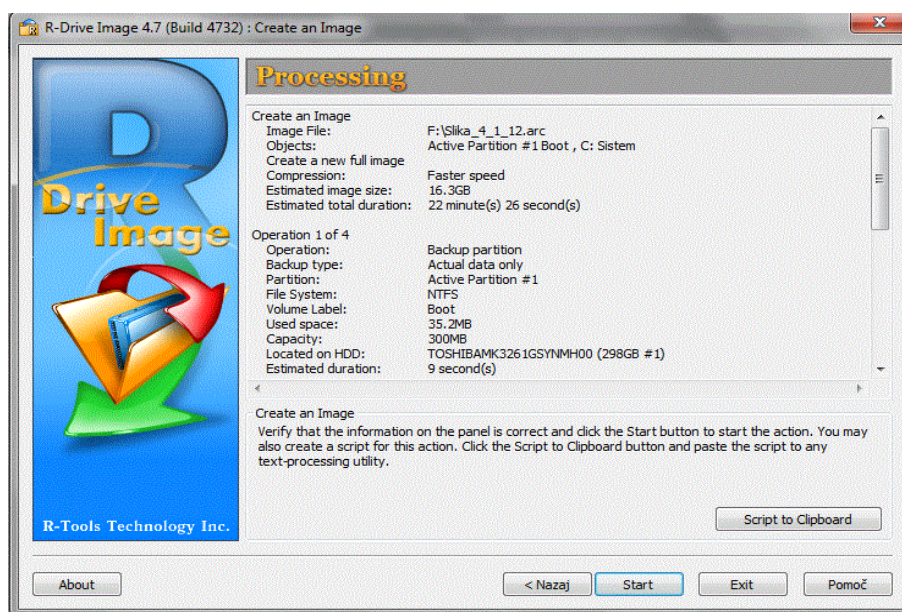 R-Drive Image 4.7 (Build 4732) : Create an Image
R
Drive
Image
R-Tools Technology Inc.
Processing
Create an Image
Image File: F:\Slika_4_1_12.arc
Objects: Active Partition #1 Boot , C: Sistem
Create a new full image
Compression: Faster speed
Estimated image size: 16.3GB
Estimated total duration: 22 minute(s) 26 second(s)
Operation 1 of 4
Operation: Backup partition
Backup type: Actual data only
Partition: Active Partition #1
File System: NTFS
Volume Label: Boot
Used space: 35.2MB
Capacity: 300MB
Located on HDD: TOSHIBAMK3261GSYNMH00 (298GB #1)
Estimated duration: 9 second(s)
Create an Image
Verify that the information on the panel is correct and click the Start button to start the action. You may
also create a script for this action. Click the Script to Clipboard button and paste the script to any
text-processing utility.
Script to Clipboard
About
< Nazaj
Start
Exit
Pomoč